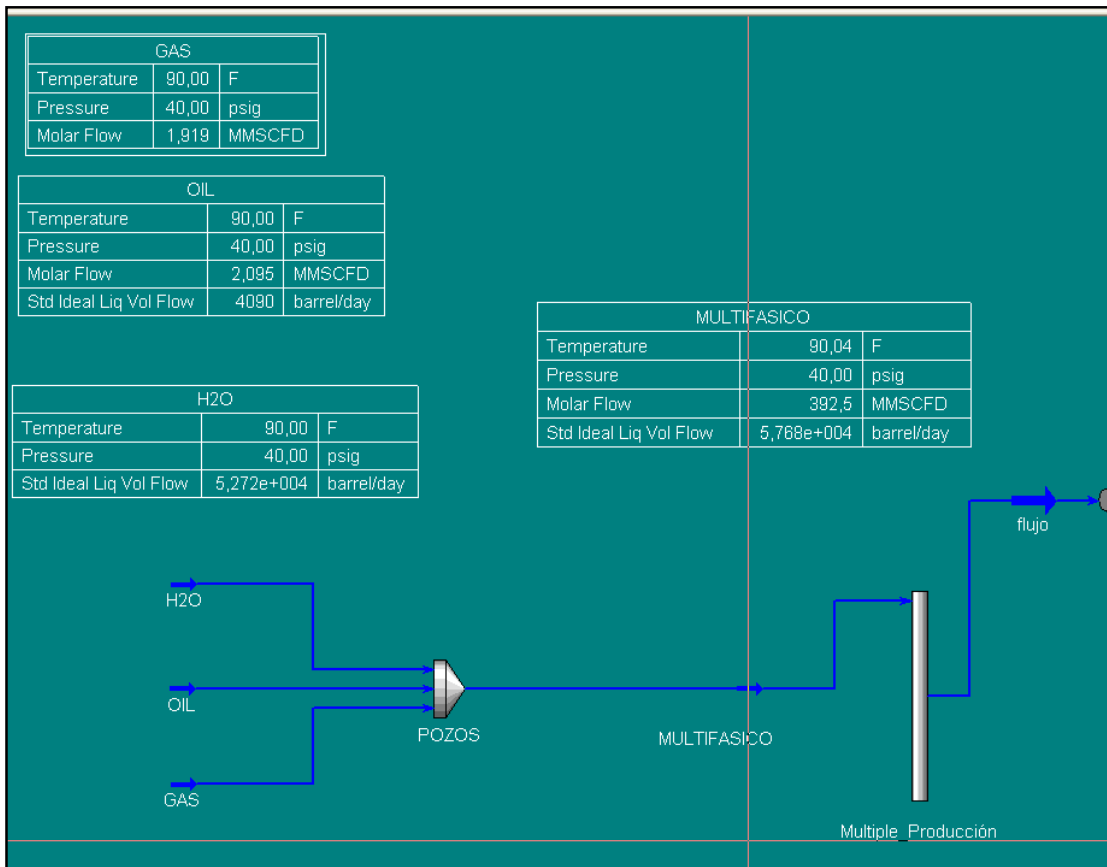 GAS
Temperature 90,00 F
Pressure 40,00 psig
Molar Flow 1,919 MMSCFD
OIL
Temperature 90,00 F
Pressure 40,00 psig
Molar Flow 2,095 MMSCFD
Std Ideal Liq Vol Flow 4090 barrel/day
MULTIFASICO
Temperature 90,04 F
Pressure 40,00 psig
Molar Flow 392,5 MMSCFD
Std Ideal Liq Vol Flow 5,768e+004 barrel/day
H2O
Temperature 90,00 F
Pressure 40,00 psig
Std Ideal Liq Vol Flow 5,272e+004 barrel/day
flujo
H2O
OIL
POZOS
MULTIFASICO
GAS
Multiple_Producción